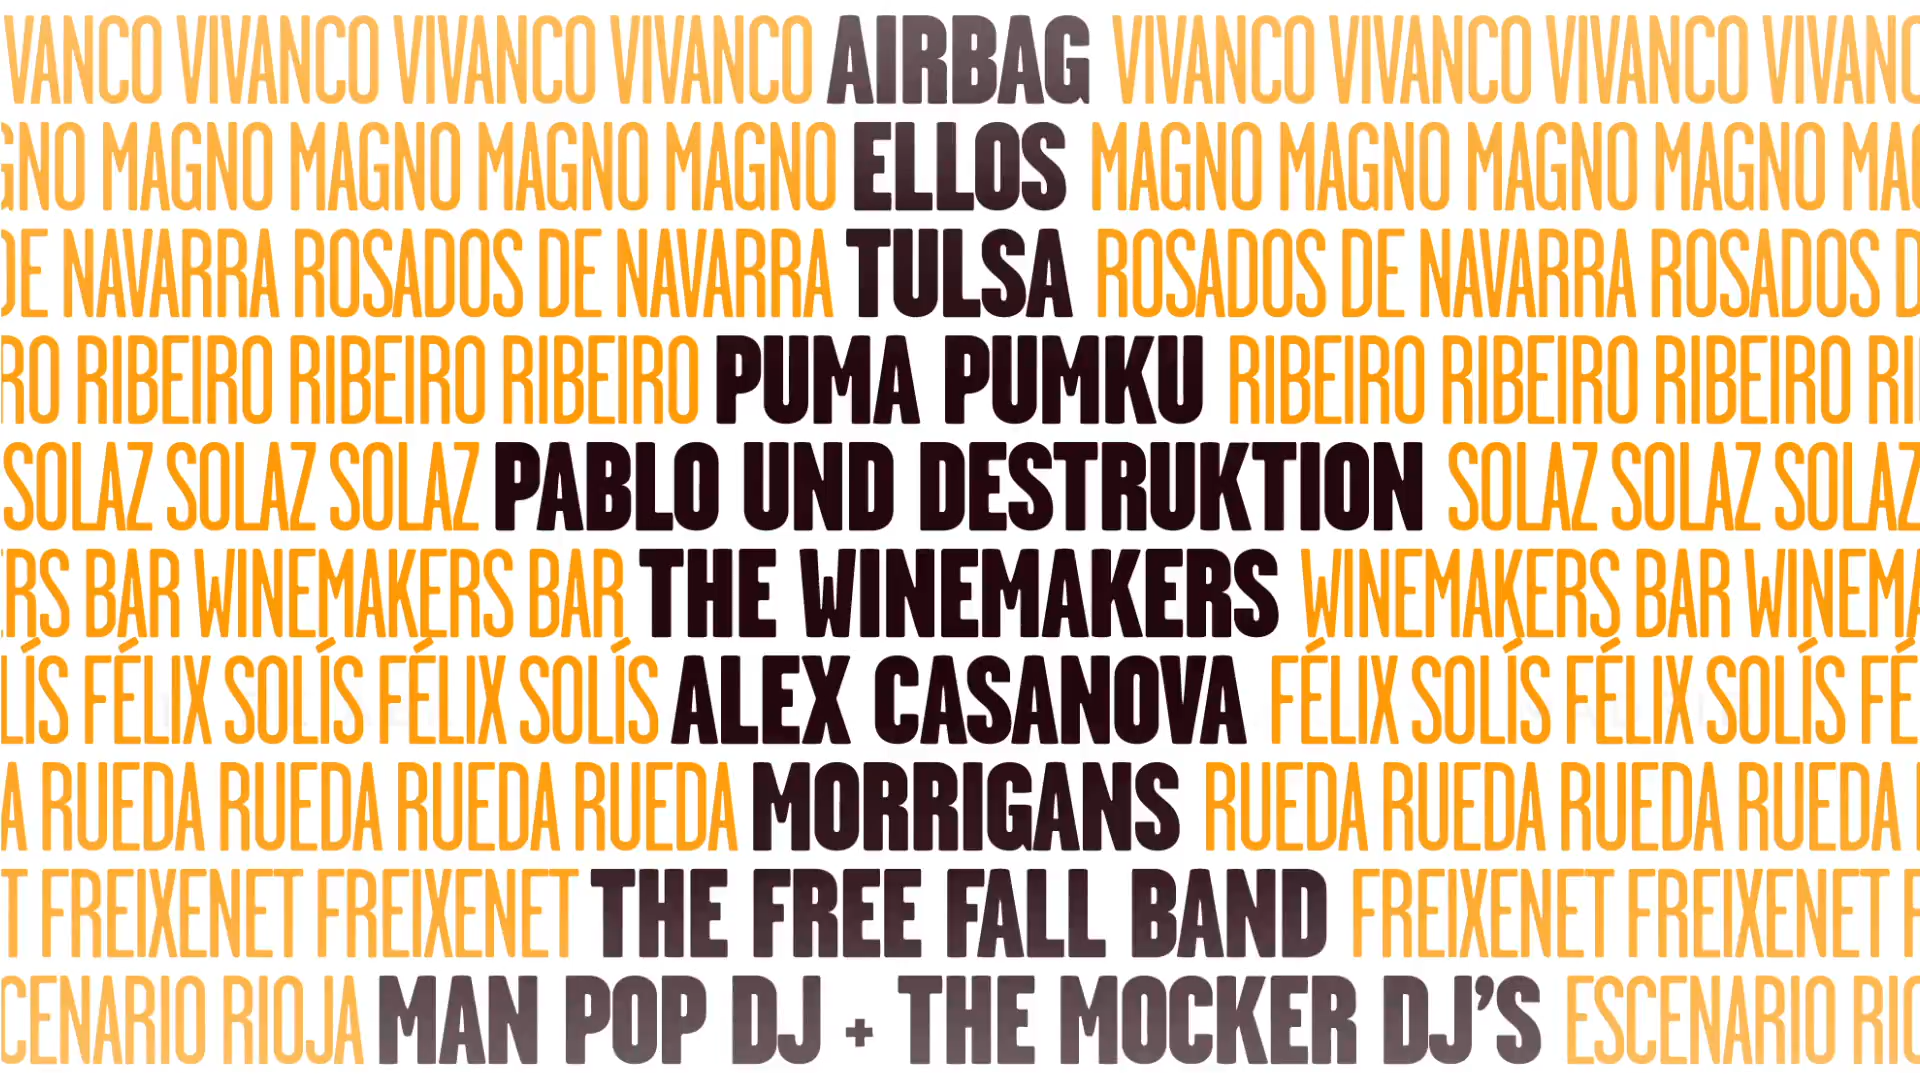 VANCO VIVANCO VIVANCO VIVANCO AIRBAG VIVANCO VIVANCO VIVANCO VIVANC
GNO MAGNO MAGNO MAGNO MAGNO ELLOS MAGNO MAGNO MAGNO MAGNO MAG
DE NAVARRA ROSADOS DE NAVARRA TULSA ROSADOS DE NAVARRA ROSADOS D
RO RIBEIRO RIBEIRO RIBEIRO PUMA PUMKU RIBEIRO RIBEIRO RIBEIRO RI
SOLAZ SOLAZ SOLAZ PABLO UND DESTRUKTION SOLAZ SOLAZ SOLAZ
ERS BAR WINEMAKERS BAR THE WINEMAKERS WINEMAKERS BAR WINEMA
LÍS FÉLIX SOLÍS FÉLIX SOLÍS ALEX CASANOVA FÉLIX SOLÍS FÉLIX SOLÍS FÉ
A RUEDA RUEDA RUEDA RUEDA MORRIGANS RUEDA RUEDA RUEDA RUEDA
T FREIXENET FREIXENET THE FREE FALL BAND FREIXENET FREIXENET F
CENARIO RIOJA MAN POP DJ + THE MOCKER DJ'S ESCENARIO RIO